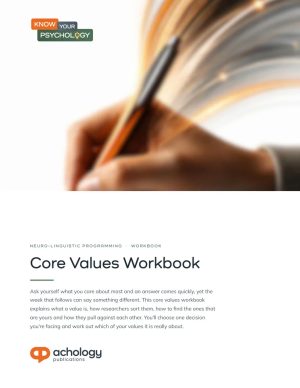 KNOW YOUR
PSYCHOLOGY
NEURO-LINGUISTIC PROGRAMMING WORKBOOK
Core Values Workbook
Ask yourself what you care about most and an answer comes quickly, yet the
week that follows can say something different. This core values workbook
explains what a value is, how researchers sort them, how to find the ones that
are yours and how they pull against each other. You'll choose one decision
you're facing and work out which of your values it is really about.
achology
publications